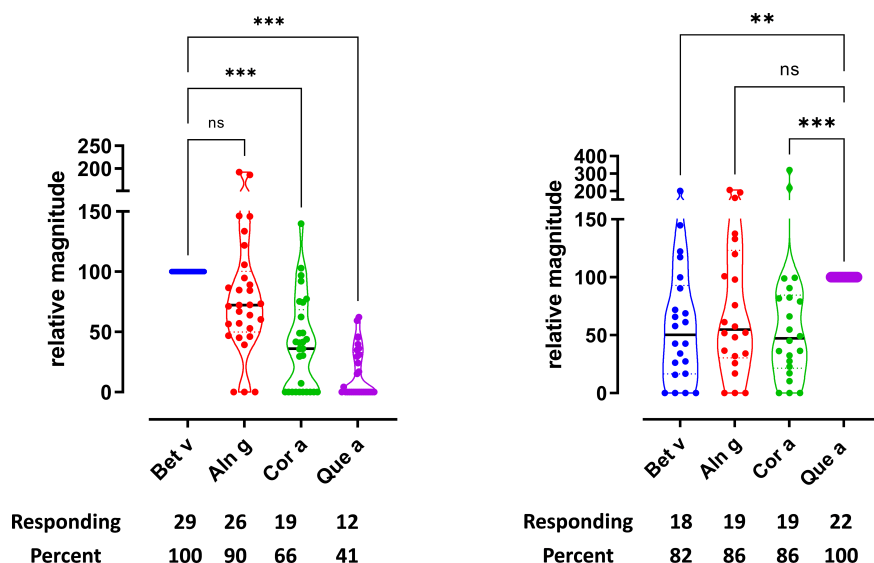 ***
***
ns
relative magnitude
250
200
150
100
50
0
Bet v
Aln g
Cor a
Que a
Responding 29 26 19 12
Percent 100 90 66 41
**
ns
***
relative magnitude
400
300
200
150
100
50
0
Bet v
Aln g
Cor a
Que a
Responding 18 19 19 22
Percent 82 86 86 100